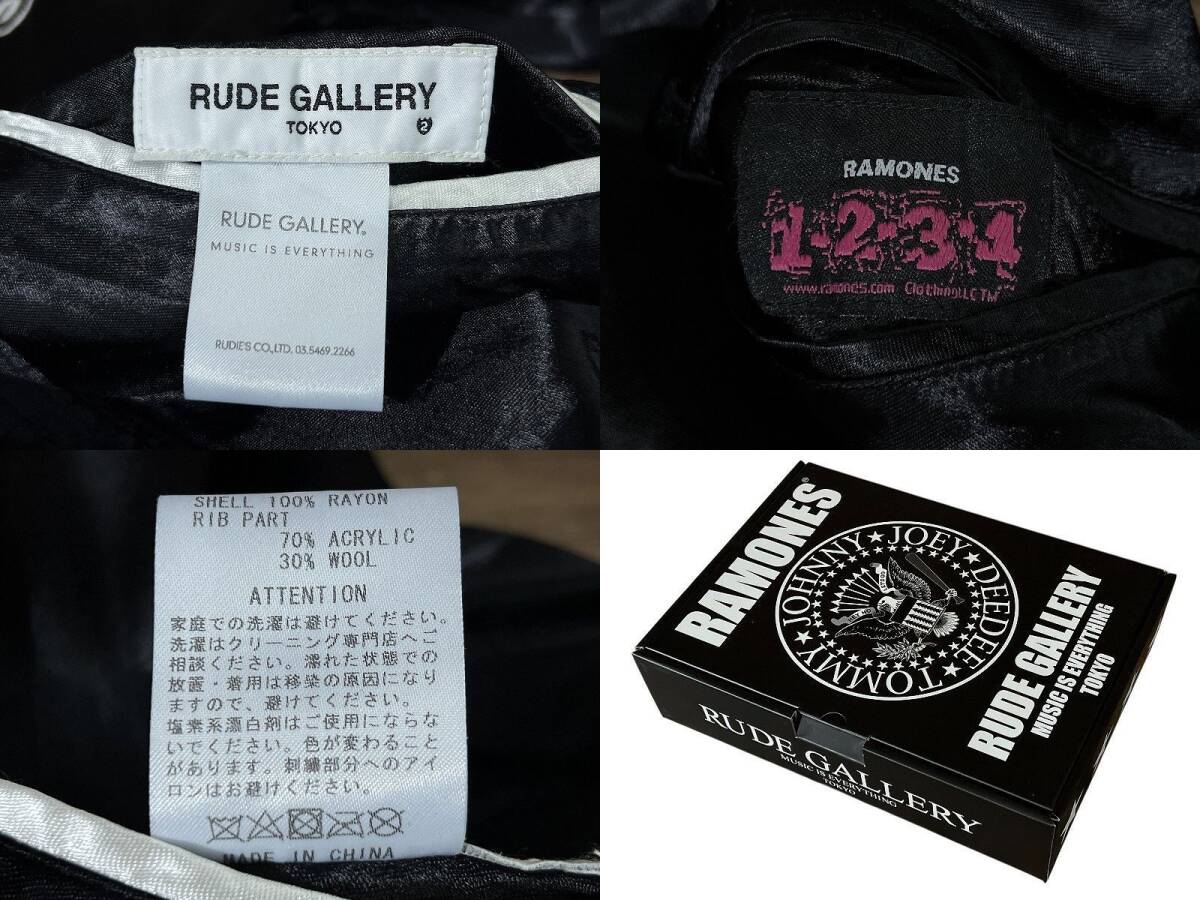 RUDE GALLERY
TOKYO 2
RUDE GALLERY.
MUSIC IS EVERYTHING
RUDIE'S CO.,LTD. 03.5469.2266
RAMONES
1·2·3·4
www.ramones.com Clothing LLC TM
SHELL 100% RAYON
RIB PART
70% ACRYLIC
30% WOOL
ATTENTION
家庭での洗濯は避けてください。
洗濯はクリーニング専門店へご
相談ください。濡れた状態での
放置・着用は移染の原因になり
ますので、避けてください。
塩素系漂白剤はご使用にならな
いでください。色が変わること
があります。刺繍部分へのアイ
ロンはお避けください。
MADE IN CHINA
RAMONES®
JOHNNY★JOEY★DEEDEE★TOMMY★
RUDE GALLERY
MUSIC IS EVERYTHING
TOKYO
RUDE GALLERY
MUSIC IS EVERYTHING
TOKYO